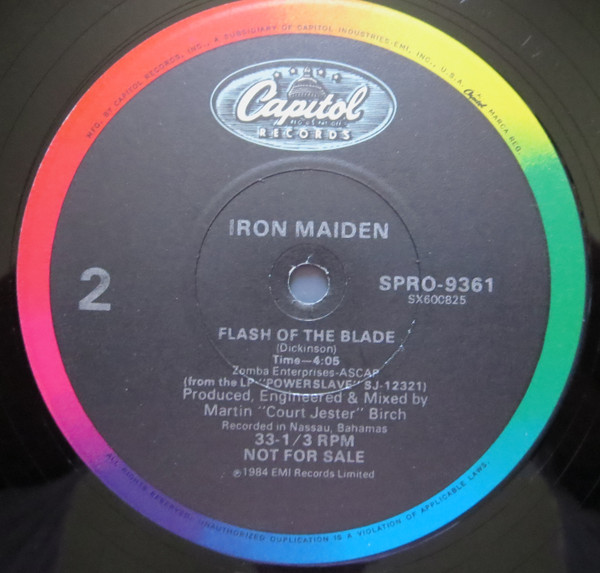 MFG. BY CAPITOL RECORDS, INC., A SUBSIDIARY OF CAPITOL INDUSTRIES-EMI, INC., U.S.A. Capitol MARCA REG.
Capitol
RECORDS
IRON MAIDEN
2
SPRO-9361
SX600825
FLASH OF THE BLADE
(Dickinson)
Time—4:05
Zomba Enterprises-ASCAP
(from the LP "POWERSLAVE" SJ-12321)
Produced, Engineered & Mixed by
Martin "Court Jester" Birch
Recorded in Nassau, Bahamas
33-1/3 RPM
NOT FOR SALE
℗1984 EMI Records Limited
ALL RIGHTS RESERVED. UNAUTHORIZED DUPLICATION IS A VIOLATION OF APPLICABLE LAWS.